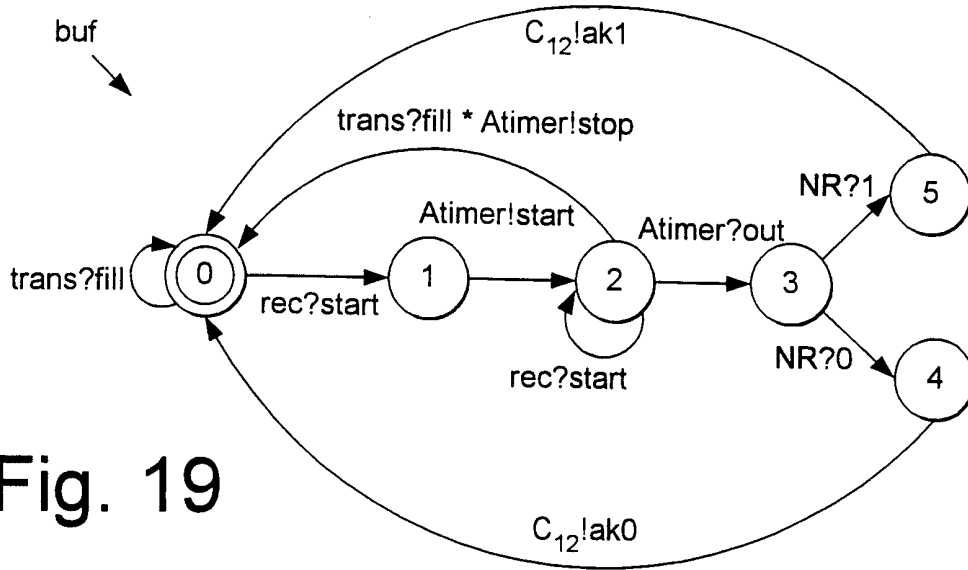 buf
C12!ak1
trans?fill * Atimer!stop
NR?1
5
Atimer!start
Atimer?out
trans?fill
0
rec?start
1
2
3
rec?start
NR?0
4
Fig. 19
C12!ak0